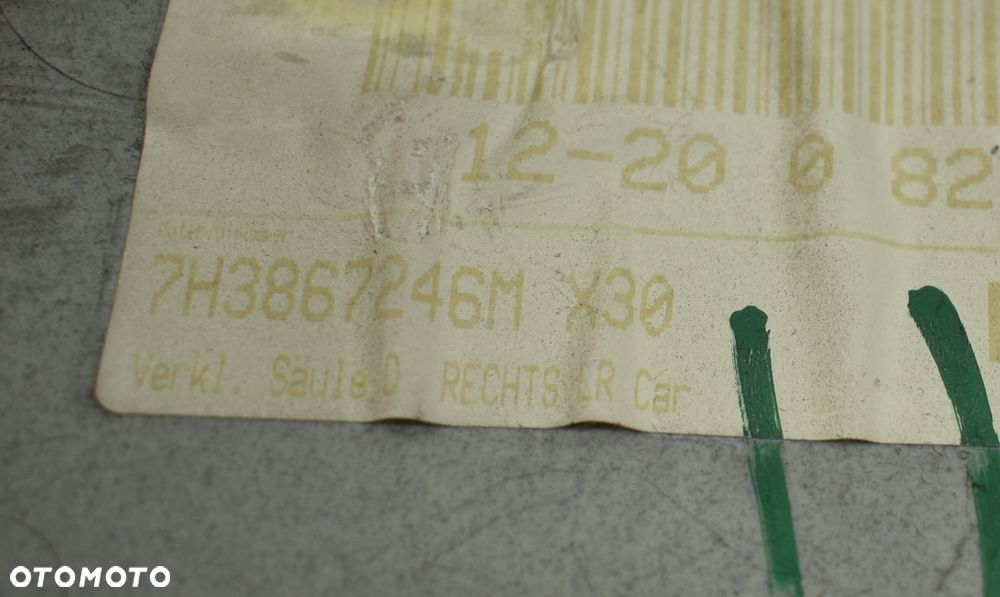 12-20 0 82
7H3867246M X30
Verkl. Säule D RECHTS LR Car
OTOMOTO